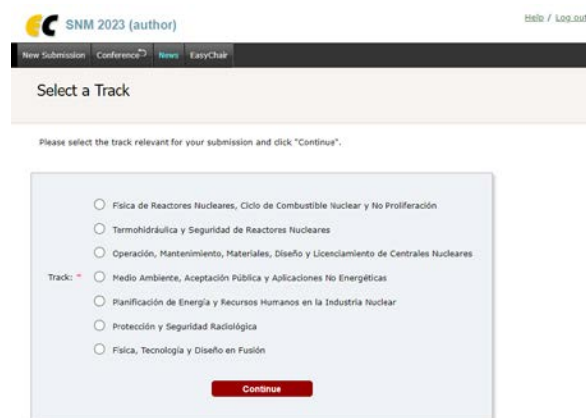 SNM 2023 (author)
Help / Log out
New Submission Conference News EasyChair
Select a Track
Please select the track relevant for your submission and click "Continue".
Física de Reactores Nucleares, Ciclo de Combustible Nuclear y No Proliferación
Termohidráulica y Seguridad de Reactores Nucleares
Operación, Mantenimiento, Materiales, Diseño y Licenciamiento de Centrales Nucleares
Track: * Medio Ambiente, Aceptación Pública y Aplicaciones No Energéticas
Planificación de Energía y Recursos Humanos en la Industria Nuclear
Protección y Seguridad Radiológica
Física, Tecnología y Diseño en Fusión
Continue